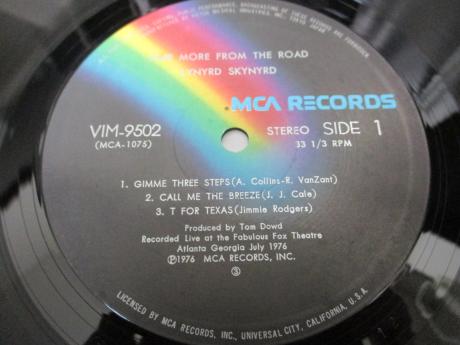 MORE FROM THE ROAD
LYNYRD SKYNYRD
MCA RECORDS
VIM-9502
(MCA-1075)
STEREO SIDE 1
33 1/3 RPM
1. GIMME THREE STEPS(A. Collins-R. VanZant)
2. CALL ME THE BREEZE(J. J. Cale)
3. T FOR TEXAS(Jimmie Rodgers)
Produced by Tom Dowd
Recorded Live at the Fabulous Fox Theatre
Atlanta Georgia July 1976
Ⓟ1976 MCA RECORDS, INC.
③
LICENSED BY MCA RECORDS, INC., UNIVERSAL CITY, CALIFORNIA, U.S.A.